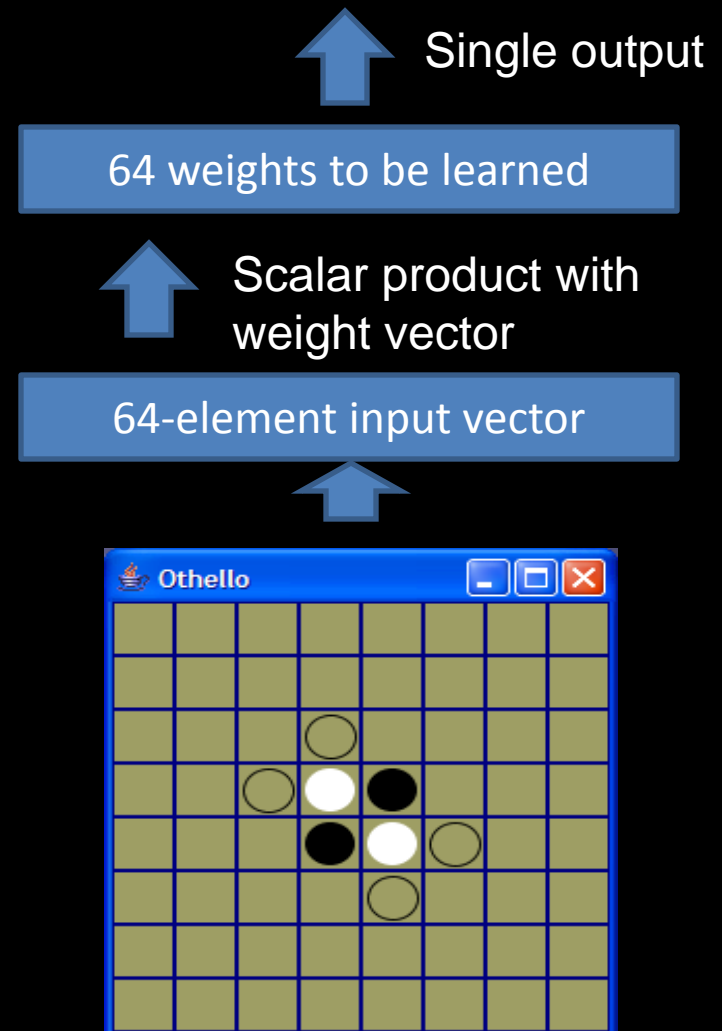 Single output
64 weights to be learned
Scalar product with
weight vector
64-element input vector
Othello